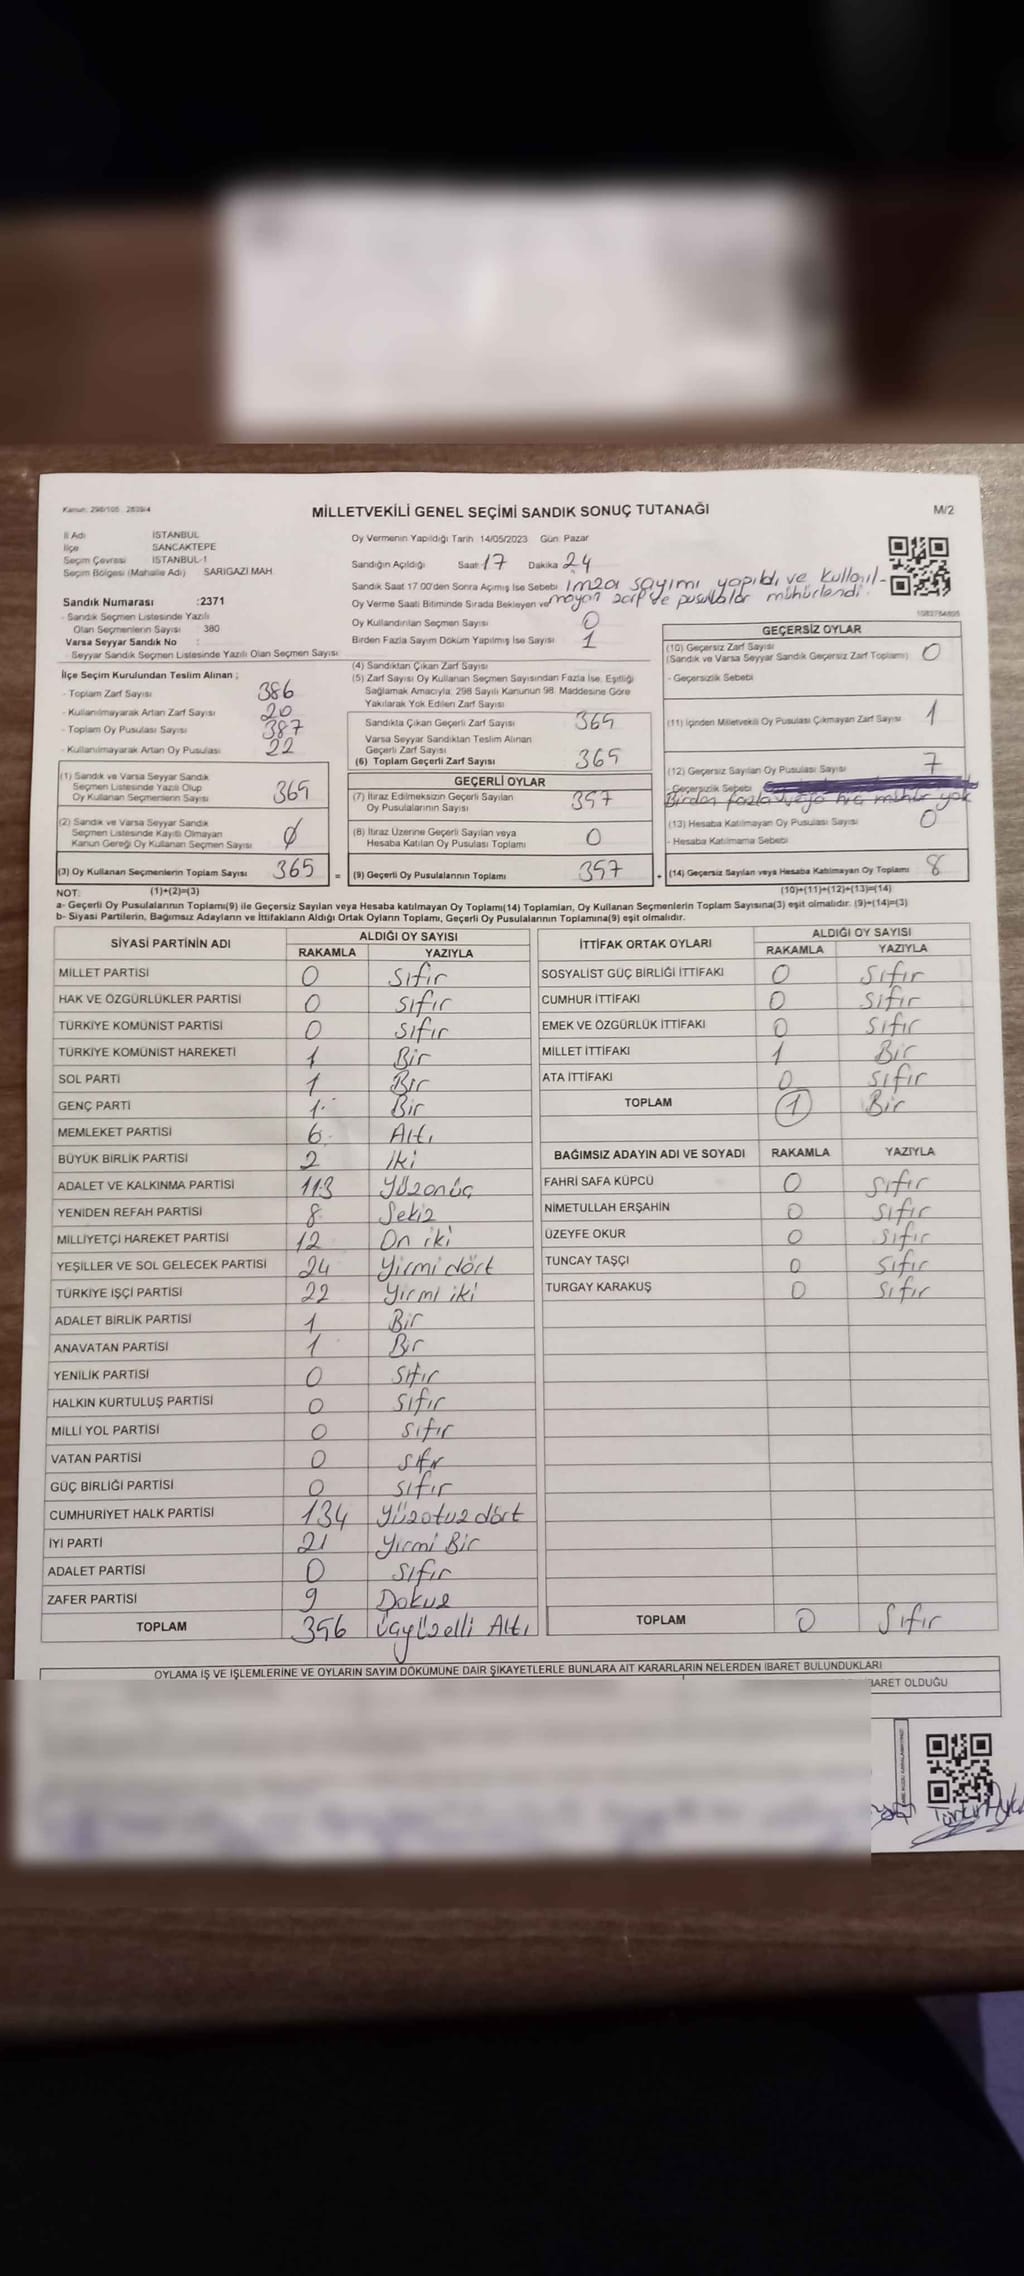 Kanun: 298/105 , 2839/4
MİLLETVEKİLİ GENEL SEÇİMİ SANDIK SONUÇ TUTANAĞI
M/2
İl Adı İSTANBUL
İlçe SANCAKTEPE
Seçim Çevresi İSTANBUL-1
Seçim Bölgesi (Mahalle Adı) SARIGAZİ MAH.
Sandık Numarası :2371
- Sandık Seçmen Listesinde Yazılı
Olan Seçmenlerin Sayısı 380
Varsa Seyyar Sandık No :
- Seyyar Sandık Seçmen Listesinde Yazılı Olan Seçmen Sayısı
Oy Vermenin Yapıldığı Tarih 14/05/2023 Gün: Pazar
Sandığın Açıldığı Saat 17 Dakika 24
Sandık Saat 17.00'den Sonra Açmış İse Sebebi imza sayımı yapıldı ve kullanıl-
mayan zarf ve pusulalar mühürlendi.
Oy Verme Saati Bitiminde Sırada Bekleyen ve
Oy Kullandırılan Seçmen Sayısı 0
Birden Fazla Sayım Döküm Yapılmış İse Sayısı 1
İlçe Seçim Kurulundan Teslim Alınan ;
- Toplam Zarf Sayısı 386
- Kullanılmayarak Artan Zarf Sayısı 20
- Toplam Oy Pusulası Sayısı 387
- Kullanılmayarak Artan Oy Pusulası 22
(1) Sandık ve Varsa Seyyar Sandık
Seçmen Listesinde Yazılı Olup
Oy Kullanan Seçmenlerin Sayısı 365
(2) Sandık ve Varsa Seyyar Sandık
Seçmen Listesinde Kayıtlı Olmayan
Kanun Gereği Oy Kullanan Seçmen Sayısı 0
(3) Oy Kullanan Seçmenlerin Toplam Sayısı 365
(1)+(2)=(3)
(4) Sandıktan Çıkan Zarf Sayısı
(5) Zarf Sayısı Oy Kullanan Seçmen Sayısından Fazla İse, Eşitliği
Sağlamak Amacıyla, 298 Sayılı Kanunun 98. Maddesine Göre
Yakılarak Yok Edilen Zarf Sayısı
Sandıkta Çıkan Geçerli Zarf Sayısı 365
Varsa Seyyar Sandıktan Teslim Alınan
Geçerli Zarf Sayısı
(6) Toplam Geçerli Zarf Sayısı 365
GEÇERLİ OYLAR
(7) İtiraz Edilmeksizin Geçerli Sayılan
Oy Pusulalarının Sayısı 357
(8) İtiraz Üzerine Geçerli Sayılan veya
Hesaba Katılan Oy Pusulası Toplamı 0
= (9) Geçerli Oy Pusulalarının Toplamı 357 +
GEÇERSİZ OYLAR
(10) Geçersiz Zarf Sayısı
(Sandık ve Varsa Seyyar Sandık Geçersiz Zarf Toplamı) 0
- Geçersizlik Sebebi
(11) İçinden Milletvekili Oy Pusulası Çıkmayan Zarf Sayısı 1
(12) Geçersiz Sayılan Oy Pusulası Sayısı 7
- Geçersizlik Sebebi
Birden fazla veya hiç mühür yok
(13) Hesaba Katılmayan Oy Pusulası Sayısı 0
- Hesaba Katılmama Sebebi
(14) Geçersiz Sayılan veya Hesaba Katılmayan Oy Toplamı 8
(10)+(11)+(12)+(13)=(14)
NOT:
a- Geçerli Oy Pusulalarının Toplamı(9) ile Geçersiz Sayılan veya Hesaba katılmayan Oy Toplamı(14) Toplamları, Oy Kullanan Seçmenlerin Toplam Sayısına(3) eşit olmalıdır. (9)+(14)=(3)
b- Siyasi Partilerin, Bağımsız Adayların ve İttifakların Aldığı Ortak Oyların Toplamı, Geçerli Oy Pusulalarının Toplamına(9) eşit olmalıdır.
SİYASİ PARTİNİN ADI ALDIĞI OY SAYISI
RAKAMLA YAZIYLA
MİLLET PARTİSİ 0 sıfır
HAK VE ÖZGÜRLÜKLER PARTİSİ 0 sıfır
TÜRKİYE KOMÜNİST PARTİSİ 0 sıfır
TÜRKİYE KOMÜNİST HAREKETİ 1 Bir
SOL PARTİ 1 Bir
GENÇ PARTİ 1 Bir
MEMLEKET PARTİSİ 6 Altı
BÜYÜK BİRLİK PARTİSİ 2 iki
ADALET VE KALKINMA PARTİSİ 113 Yüzonüç
YENİDEN REFAH PARTİSİ 8 Sekiz
MİLLİYETÇİ HAREKET PARTİSİ 12 On iki
YEŞİLLER VE SOL GELECEK PARTİSİ 24 Yirmi dört
TÜRKİYE İŞÇİ PARTİSİ 22 Yirmi iki
ADALET BİRLİK PARTİSİ 1 Bir
ANAVATAN PARTİSİ 1 Bir
YENİLİK PARTİSİ 0 Sıfır
HALKIN KURTULUŞ PARTİSİ 0 Sıfır
MİLLİ YOL PARTİSİ 0 sıfır
VATAN PARTİSİ 0 sıfır
GÜÇ BİRLİĞİ PARTİSİ 0 sıfır
CUMHURİYET HALK PARTİSİ 134 Yüzotuzdört
İYİ PARTİ 21 Yirmi Bir
ADALET PARTİSİ 0 Sıfır
ZAFER PARTİSİ 9 Dokuz
TOPLAM 356 Üçyüzelli Altı
İTTİFAK ORTAK OYLARI ALDIĞI OY SAYISI
RAKAMLA YAZIYLA
SOSYALİST GÜÇ BİRLİĞİ İTTİFAKI 0 Sıfır
CUMHUR İTTİFAKI 0 Sıfır
EMEK VE ÖZGÜRLÜK İTTİFAKI 0 Sıfır
MİLLET İTTİFAKI 1 Bir
ATA İTTİFAKI 0 sıfır
TOPLAM 1 Bir
BAĞIMSIZ ADAYIN ADI VE SOYADI RAKAMLA YAZIYLA
FAHRİ SAFA KÜPCÜ 0 Sıfır
NİMETULLAH ERŞAHİN 0 sıfır
ÜZEYFE OKUR 0 sıfır
TUNCAY TAŞÇI 0 sıfır
TURGAY KARAKUŞ 0 sıfır
TOPLAM 0 Sıfır
OYLAMA İŞ VE İŞLEMLERİNE VE OYLARIN SAYIM DÖKÜMÜNE DAİR ŞİKAYETLERLE BUNLARA AİT KARARLARIN NELERDEN İBARET BULUNDUKLARI
İBARET OLDUĞU